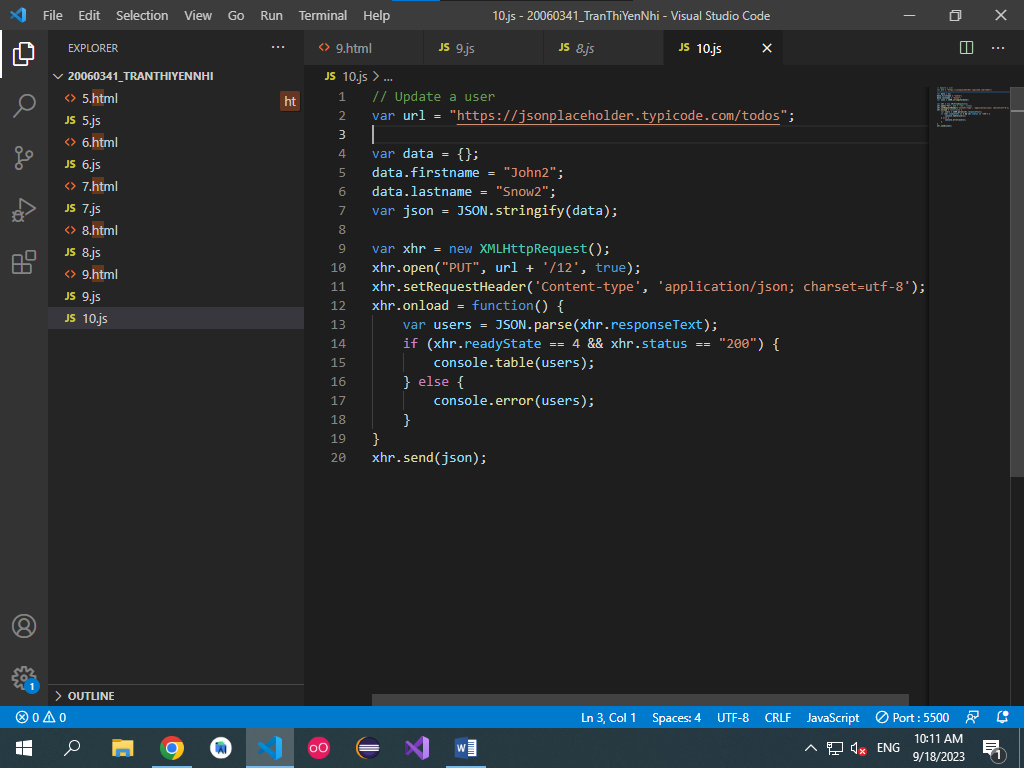 File Edit Selection View Go Run Terminal Help 10.js - 20060341_TranThiYenNhi - Visual Studio Code
EXPLORER
20060341_TRANTHIYENNHI
ht
5.html
5.js
6.html
6.js
7.html
7.js
8.html
8.js
9.html
9.js
10.js
OUTLINE
9.html JS 9.js JS 8.js JS 10.js
JS 10.js > ...
1 // Update a user
2 var url = "https://jsonplaceholder.typicode.com/todos";
3
4 var data = {};
5 data.firstname = "John2";
6 data.lastname = "Snow2";
7 var json = JSON.stringify(data);
8
9 var xhr = new XMLHttpRequest();
10 xhr.open("PUT", url + '/12', true);
11 xhr.setRequestHeader('Content-type', 'application/json; charset=utf-8');
12 xhr.onload = function() {
13 var users = JSON.parse(xhr.responseText);
14 if (xhr.readyState == 4 && xhr.status == "200") {
15 console.table(users);
16 } else {
17 console.error(users);
18 }
19 }
20 xhr.send(json);
1
0 0 Ln 3, Col 1 Spaces: 4 UTF-8 CRLF JavaScript Port : 5500
ENG 10:11 AM
9/18/2023
1